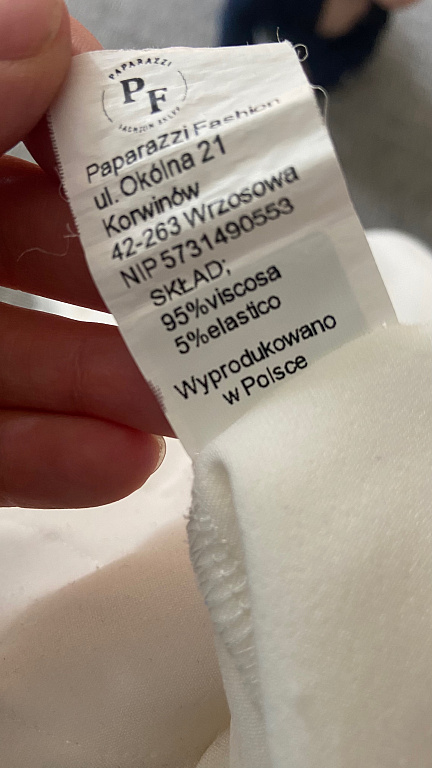 PAPARAZZI
PF
FASHION
Paparazzi Fashion
ul. Okólna 21
Korwinów
42-263 Wrzosowa
NIP 5731490553
SKŁAD;
95%viscosa
5%elastico
Wyprodukowano
w Polsce